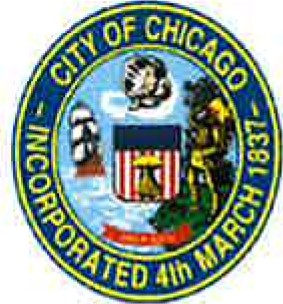 CITY OF CHICAGO
INCORPORATED 4th MARCH 1837